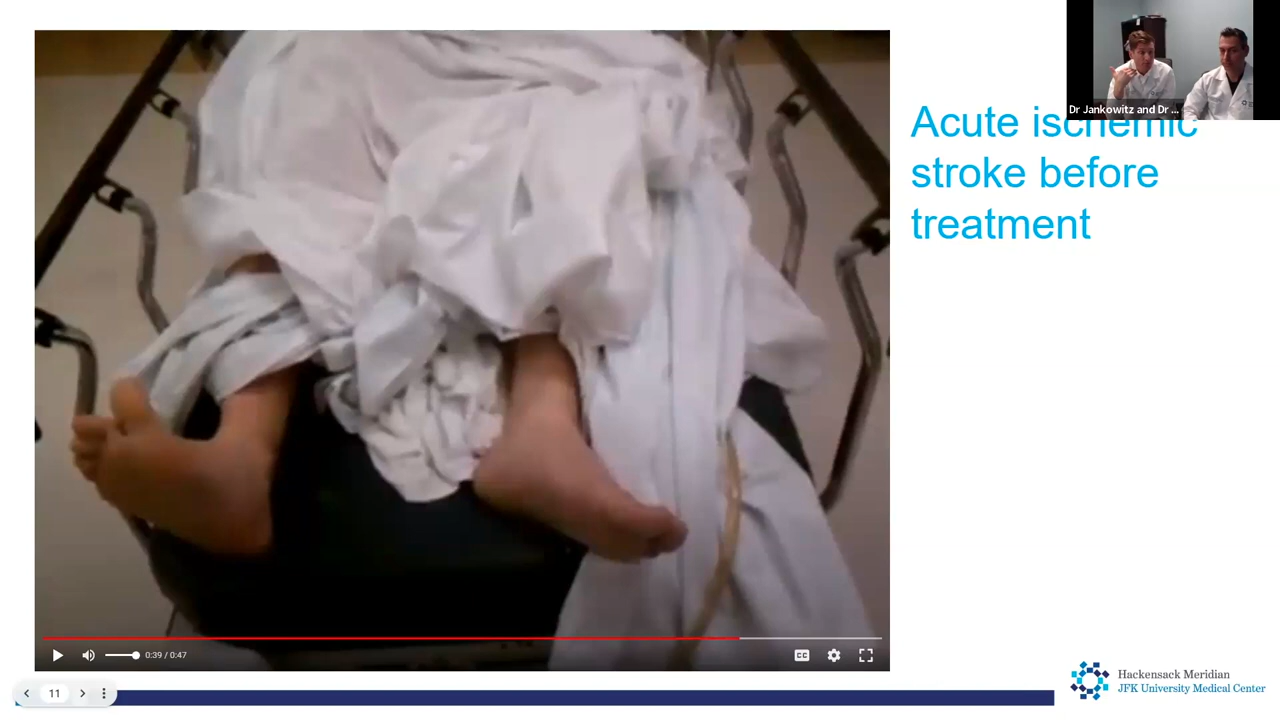 Dr Jankowitz and Dr ...
Acute ischemic
stroke before
treatment
0:39 / 0:47
CC
11
Hackensack Meridian
JFK University Medical Center